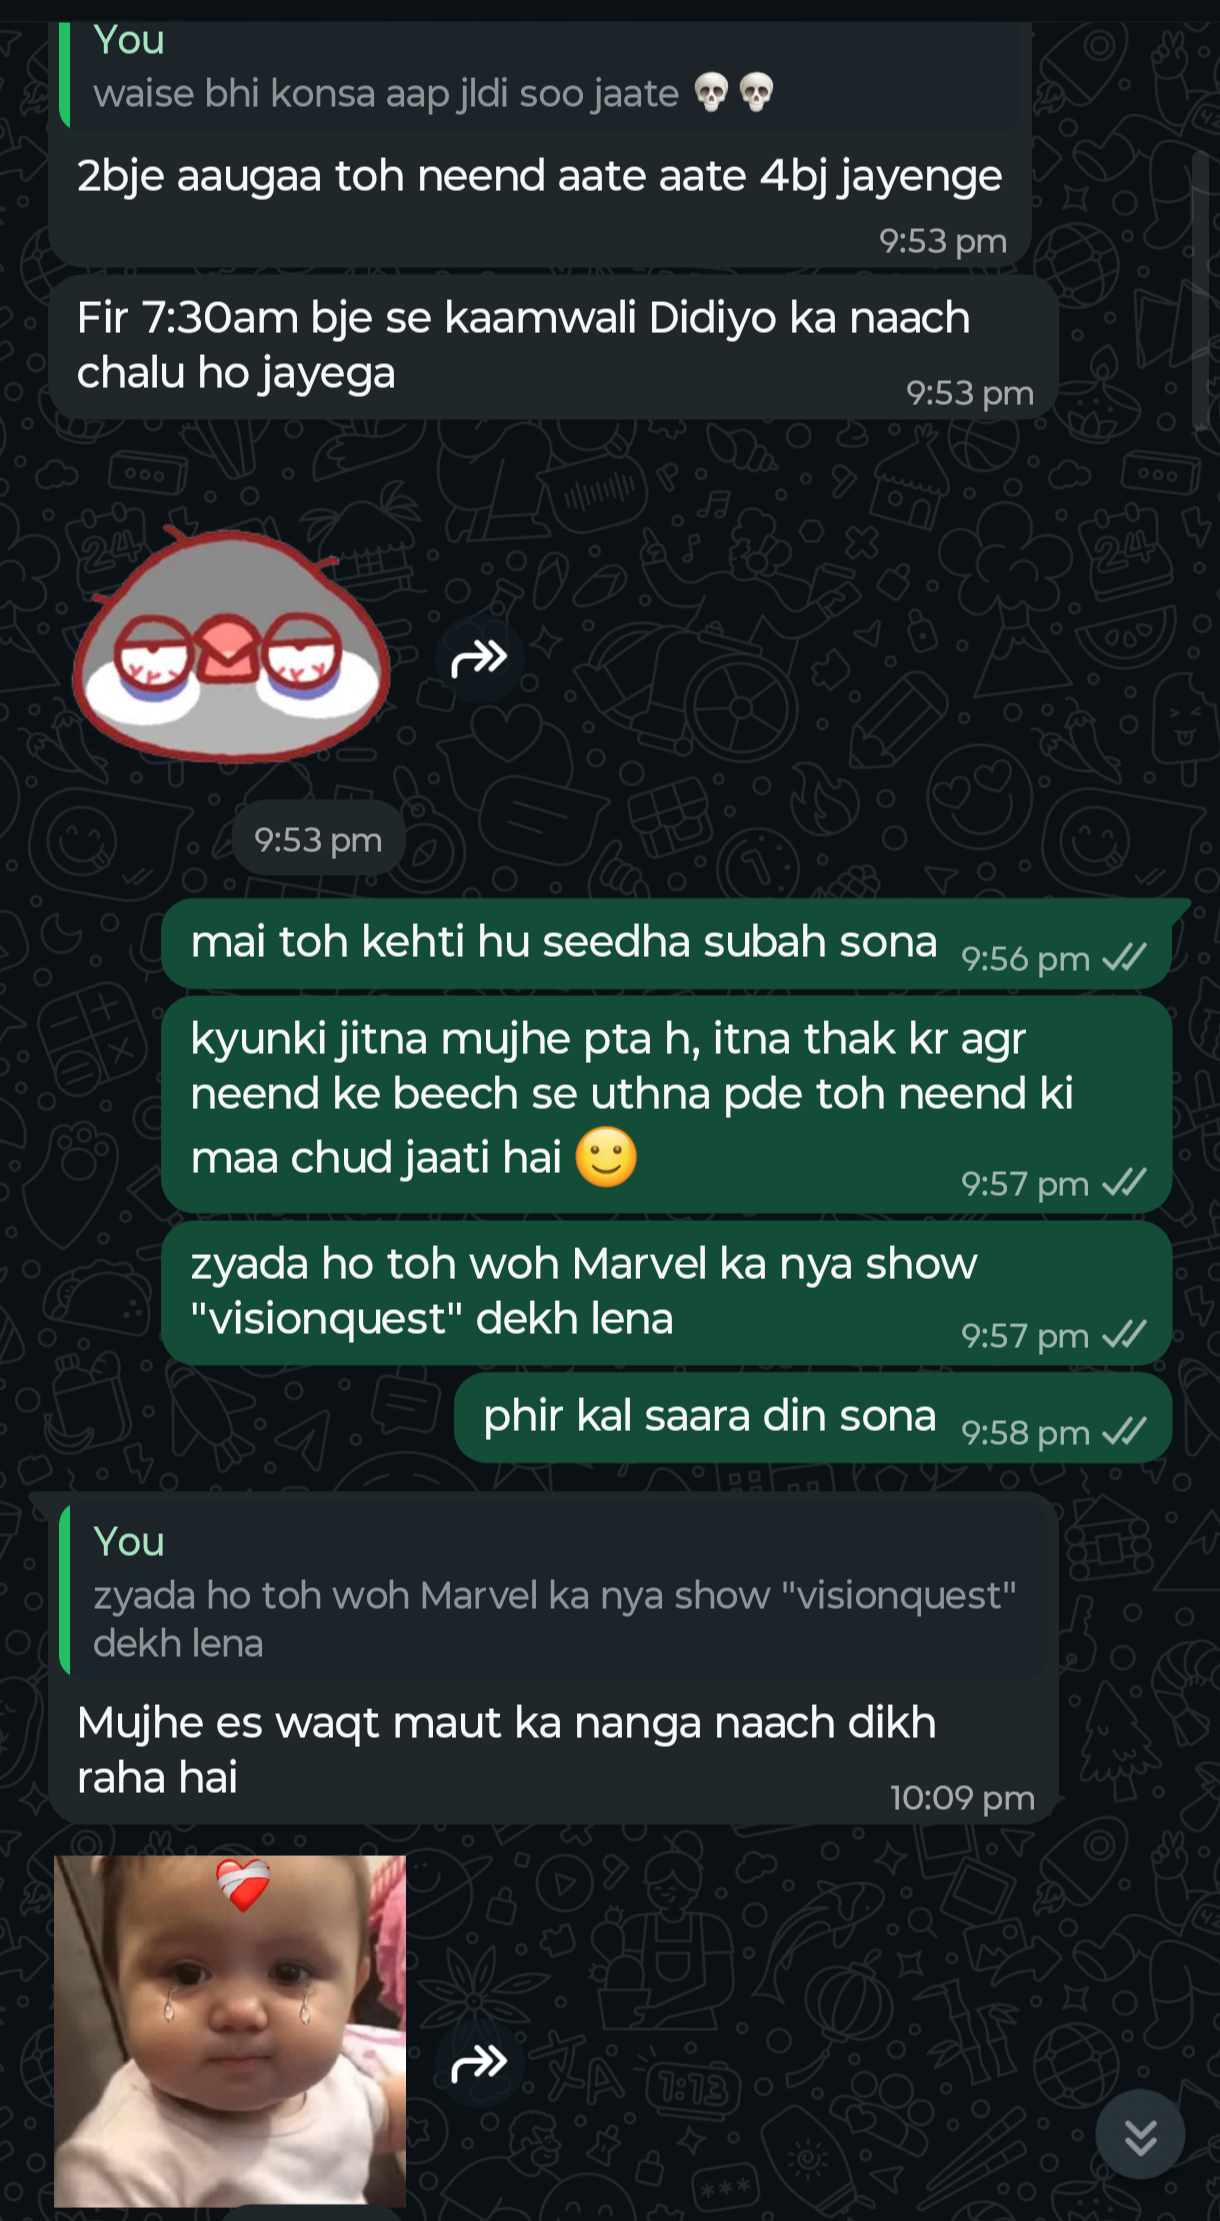 You
waise bhi konsa aap jldi soo jaate 💀💀
2bje aaugaa toh neend aate aate 4bj jayenge
9:53 pm
Fir 7:30am bje se kaamwali Didiyo ka naach
chalu ho jayega
9:53 pm
9:53 pm
mai toh kehti hu seedha subah sona
9:56 pm
kyunki jitna mujhe pta h, itna thak kr agr
neend ke beech se uthna pde toh neend ki
maa chud jaati hai 🙂
9:57 pm
zyada ho toh woh Marvel ka nya show
"visionquest" dekh lena
9:57 pm
phir kal saara din sona
9:58 pm
You
zyada ho toh woh Marvel ka nya show "visionquest"
dekh lena
Mujhe es waqt maut ka nanga naach dikh
raha hai
10:09 pm